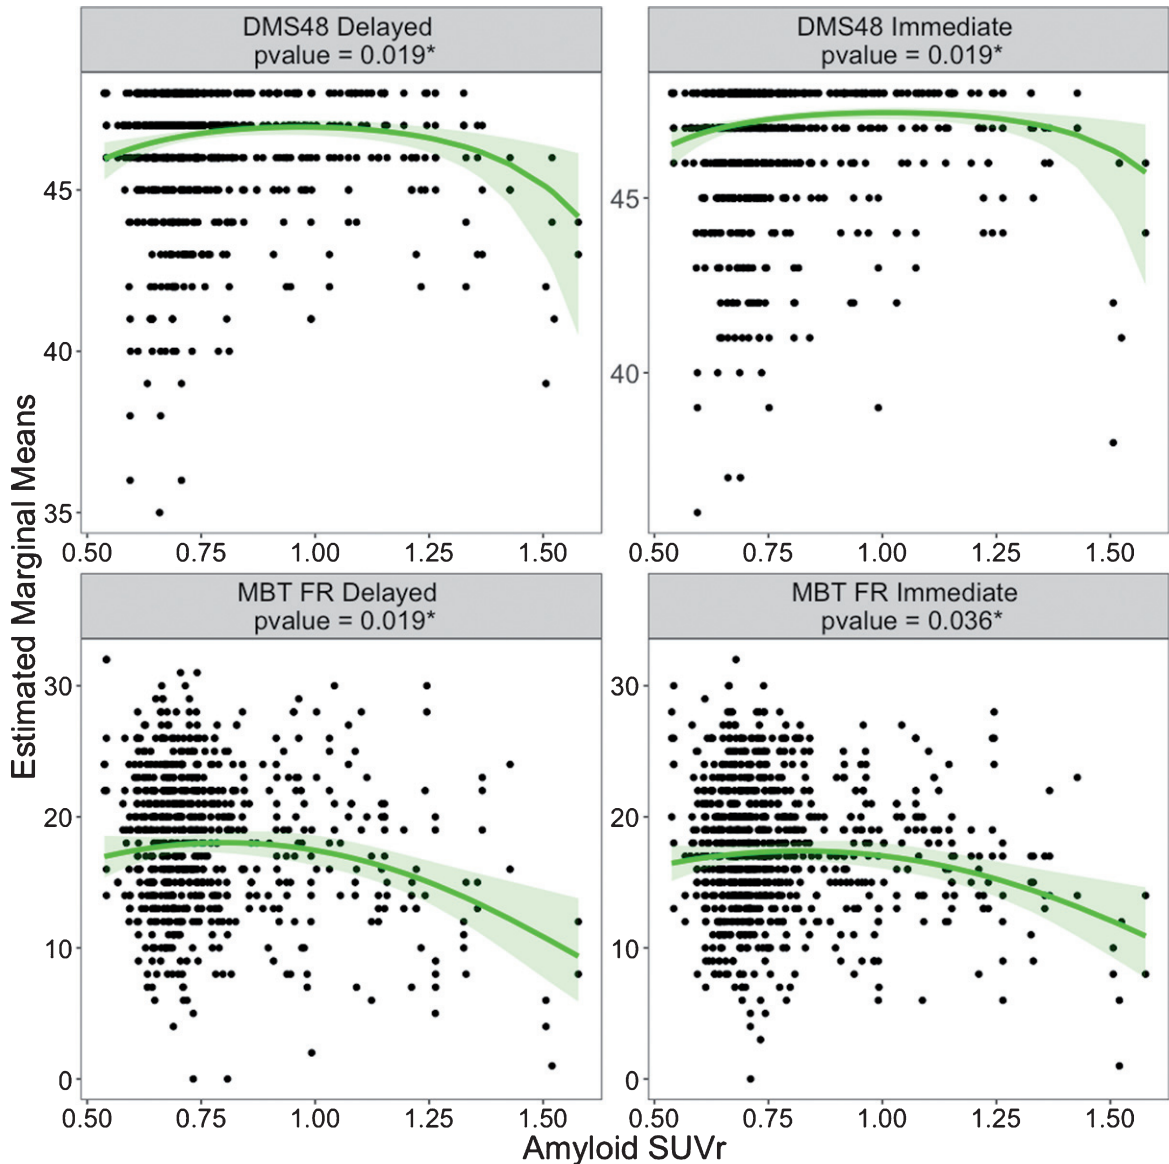 DMS48 Delayed
pvalue = 0.019*
DMS48 Immediate
pvalue = 0.019*
45
40
35
45
40
0.50 0.75 1.00 1.25 1.50
0.50 0.75 1.00 1.25 1.50
Estimated Marginal Means
MBT FR Delayed
pvalue = 0.019*
MBT FR Immediate
pvalue = 0.036*
30
20
10
0
30
20
10
0
0.50 0.75 1.00 1.25 1.50
0.50 0.75 1.00 1.25 1.50
Amyloid SUVr